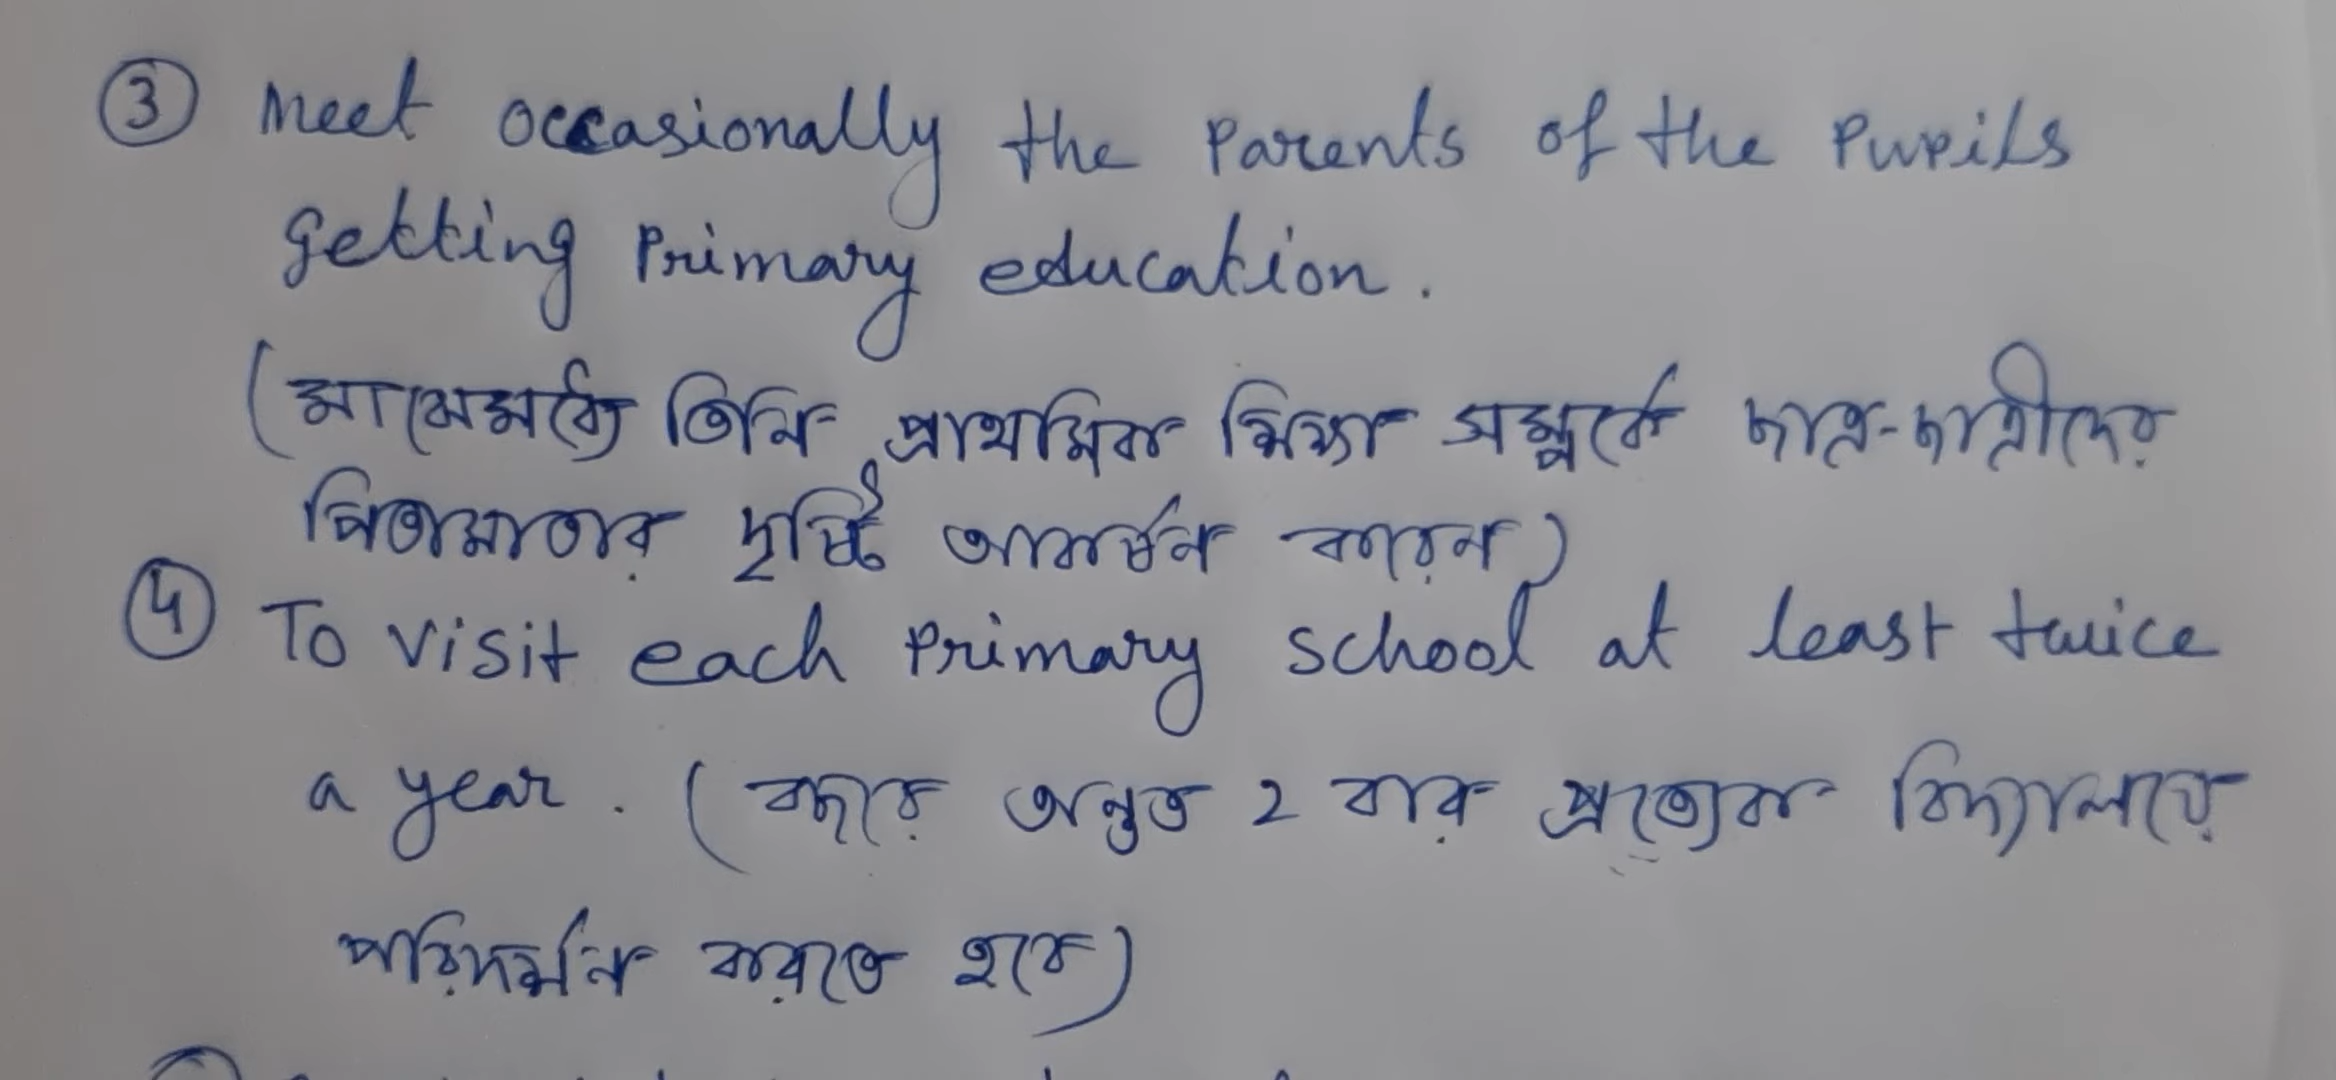 ③ Meet occasionally the Parents of the Pupils
getting Primary education.
(মাঝেমধ্যে তিনি প্রাথমিক শিক্ষা সম্পর্কে ছাত্র-ছাত্রীদের
পিতামাতার দৃষ্টি আকর্ষন করেন)
④ To visit each Primary school at least twice
a year. (বছরে অন্তত 2 বার প্রত্যেক বিদ্যালয়ে
পরিদর্শন করতে হবে)